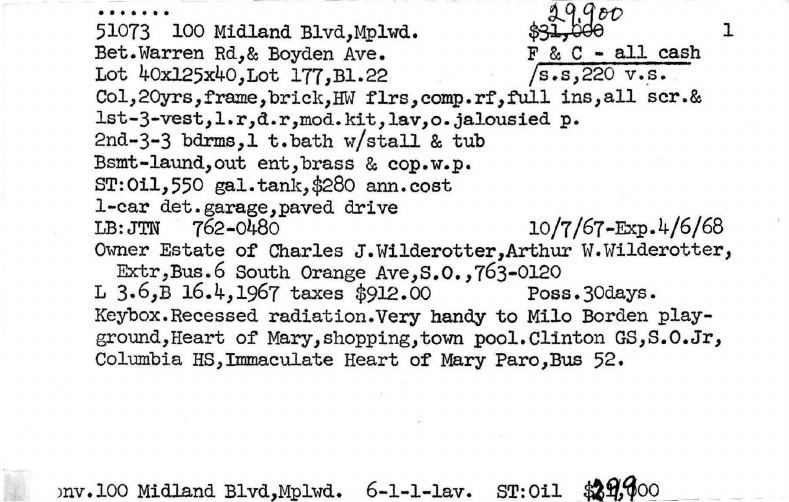 29,900
51073 100 Midland Blvd,Mplwd. $31,000 1
Bet.Warren Rd,& Boyden Ave. F & C - all cash
Lot 40x125x40,Lot 177,Bl.22 /s.s,220 v.s.
Col,20yrs,frame,brick,HW flrs,comp.rf,full ins,all scr.&
1st-3-vest,l.r,d.r,mod.kit,lav,o.jalousied p.
2nd-3-3 bdrms,1 t.bath w/stall & tub
Bsmt-laund,out ent,brass & cop.w.p.
ST:Oil,550 gal.tank,$280 ann.cost
1-car det.garage,paved drive
LB:JTN 762-0480 10/7/67-Exp.4/6/68
Owner Estate of Charles J.Wilderotter,Arthur W.Wilderotter,
Extr,Bus.6 South Orange Ave,S.O.,763-0120
L 3.6,B 16.4,1967 taxes $912.00 Poss.30days.
Keybox.Recessed radiation.Very handy to Milo Borden play-
ground,Heart of Mary,shopping,town pool.Clinton GS,S.O.Jr,
Columbia HS,Immaculate Heart of Mary Paro,Bus 52.
onv.100 Midland Blvd,Mplwd. 6-1-1-lav. ST:Oil